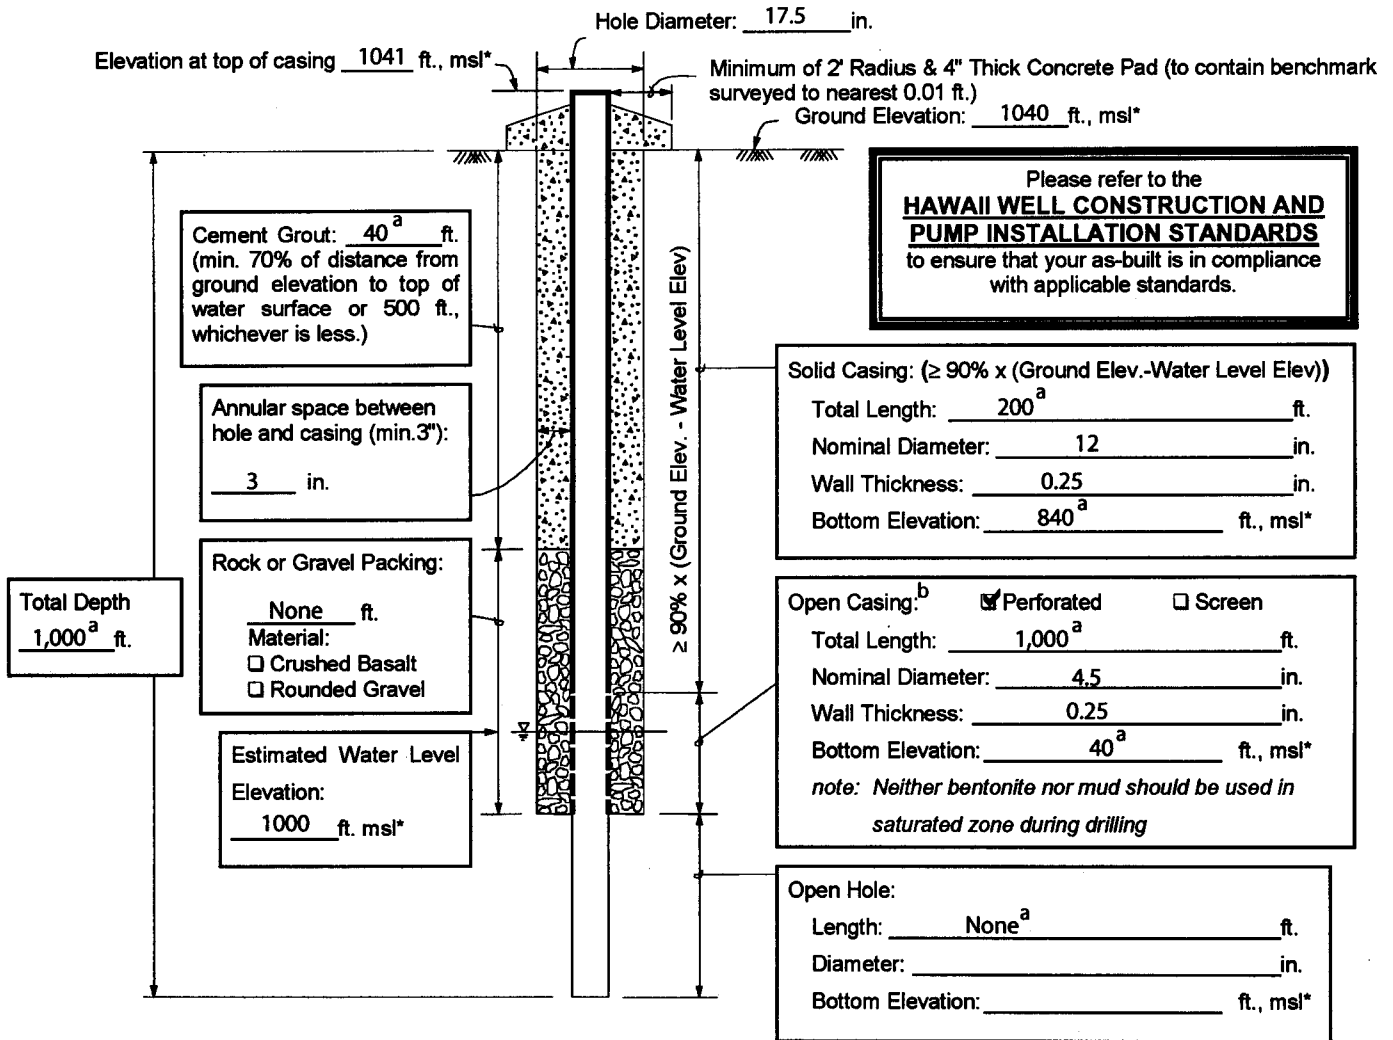 Hole Diameter: 17.5 in.
Elevation at top of casing 1041 ft., msl*
Minimum of 2' Radius & 4" Thick Concrete Pad (to contain benchmark
surveyed to nearest 0.01 ft.)
Ground Elevation: 1040 ft., msl*
Please refer to the
HAWAII WELL CONSTRUCTION AND
PUMP INSTALLATION STANDARDS
to ensure that your as-built is in compliance
with applicable standards.
Cement Grout: 40 a ft.
(min. 70% of distance from
ground elevation to top of
water surface or 500 ft.,
whichever is less.)
Annular space between
hole and casing (min.3"):
3 in.
Rock or Gravel Packing:
None ft.
Material:
❑ Crushed Basalt
❑ Rounded Gravel
Total Depth
1,000 a ft.
Estimated Water Level
Elevation:
1000 ft. msl*
≥ 90% x (Ground Elev. - Water Level Elev)
Solid Casing: (≥ 90% x (Ground Elev.-Water Level Elev))
Total Length: 200 a ft.
Nominal Diameter: 12 in.
Wall Thickness: 0.25 in.
Bottom Elevation: 840 a ft., msl*
Open Casing: b ☑ Perforated ❑ Screen
Total Length: 1,000 a ft.
Nominal Diameter: 4.5 in.
Wall Thickness: 0.25 in.
Bottom Elevation: 40 a ft., msl*
note: Neither bentonite nor mud should be used in
saturated zone during drilling
Open Hole:
Length: None a ft.
Diameter: in.
Bottom Elevation: ft., msl*